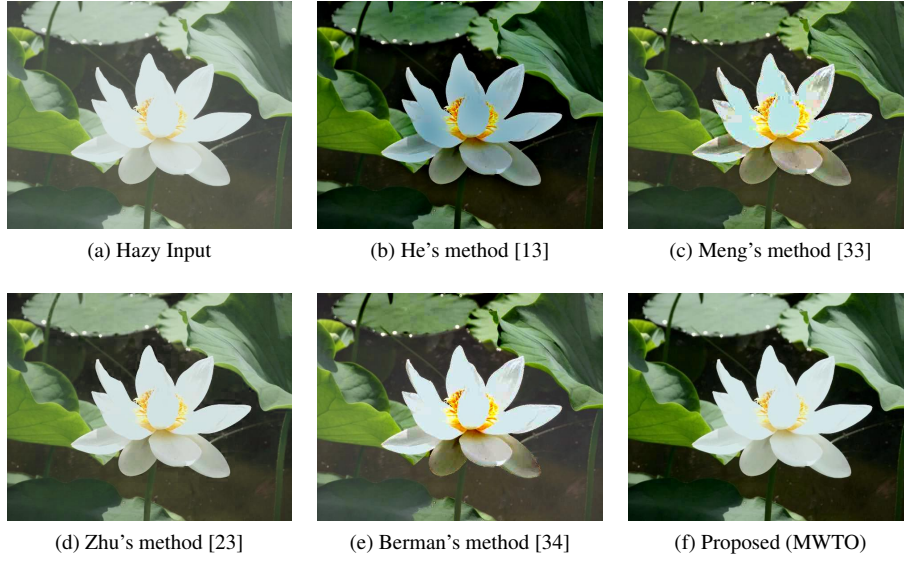 (a) Hazy Input
(b) He's method [13]
(c) Meng's method [33]
(d) Zhu's method [23]
(e) Berman's method [34]
(f) Proposed (MWTO)